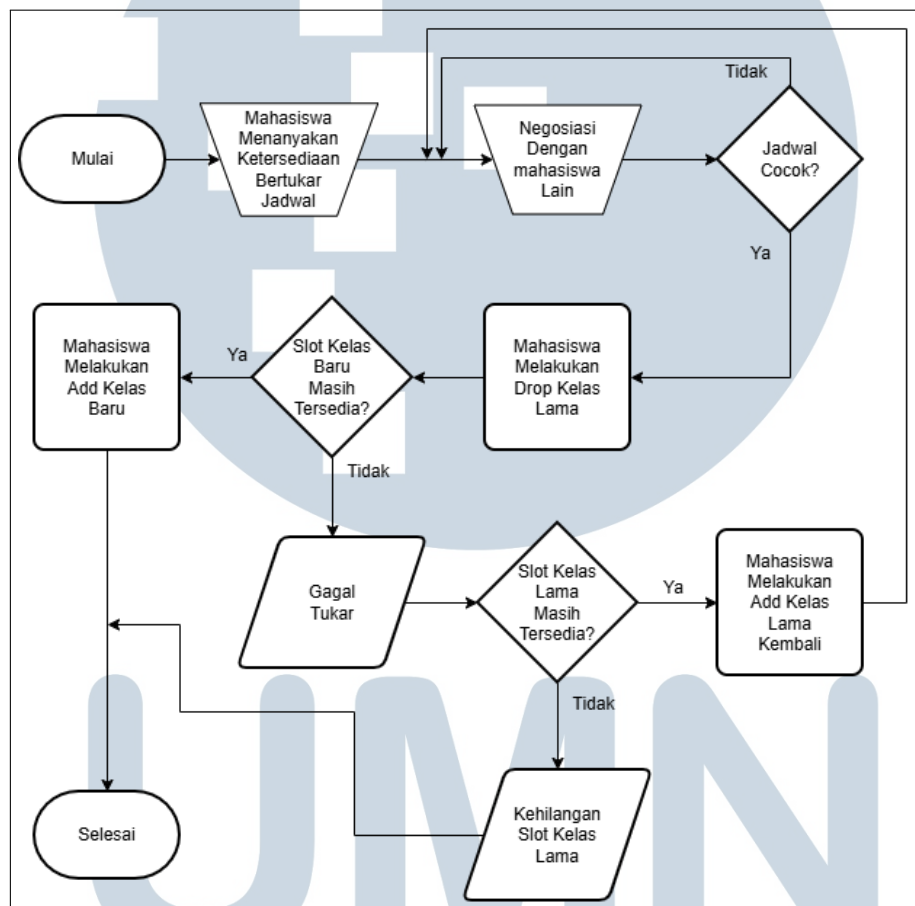 Tidak
Mulai
Mahasiswa
Menanyakan
Ketersediaan
Bertukar
Jadwal
Negosiasi
Dengan
mahasiswa
Lain
Jadwal
Cocok?
Ya
Mahasiswa
Melakukan
Drop Kelas
Lama
Slot Kelas
Baru
Masih
Tersedia?
Ya
Mahasiswa
Melakukan
Add Kelas
Baru
Tidak
Gagal
Tukar
Slot Kelas
Lama
Masih
Tersedia?
Ya
Mahasiswa
Melakukan
Add Kelas
Lama
Kembali
Tidak
Kehilangan
Slot Kelas
Lama
Selesai
UMN